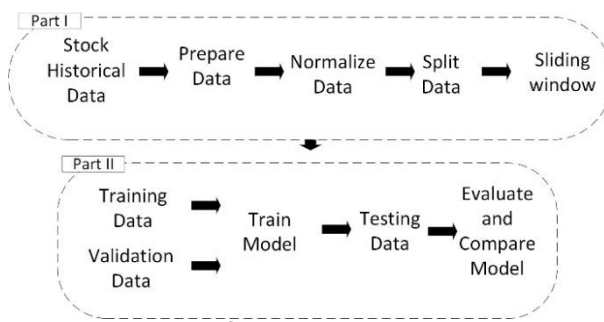 Part I
Stock
Historical
Data
Prepare
Data
Normalize
Data
Split
Data
Sliding
window
Part II
Training
Data
Validation
Data
Train
Model
Testing
Data
Evaluate
and
Compare
Model